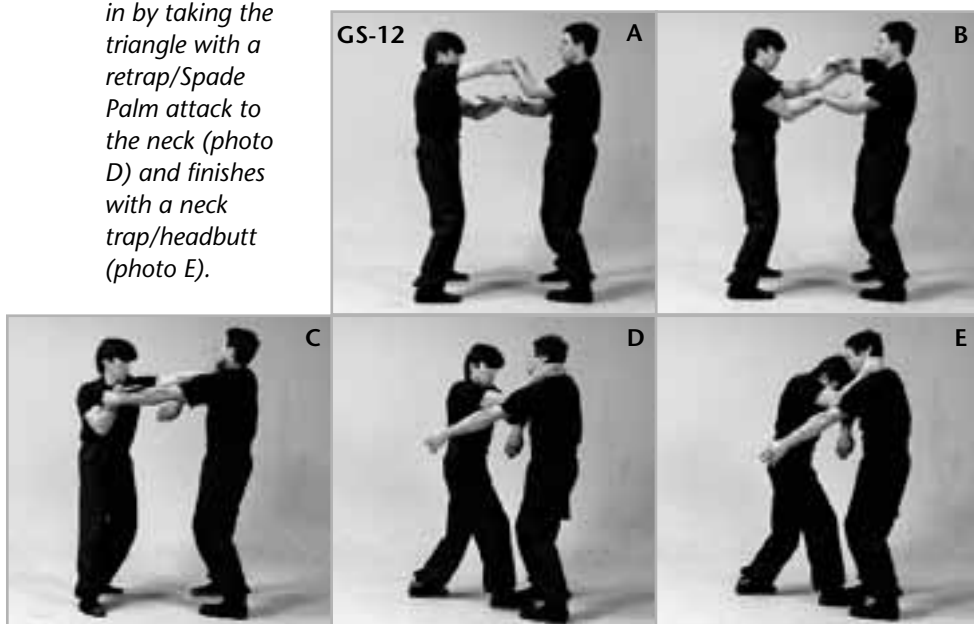 in by taking the
triangle with a
retrap/Spade
Palm attack to
the neck (photo
D) and finishes
with a neck
trap/headbutt
(photo E).
GS-12
A
B
C
D
E